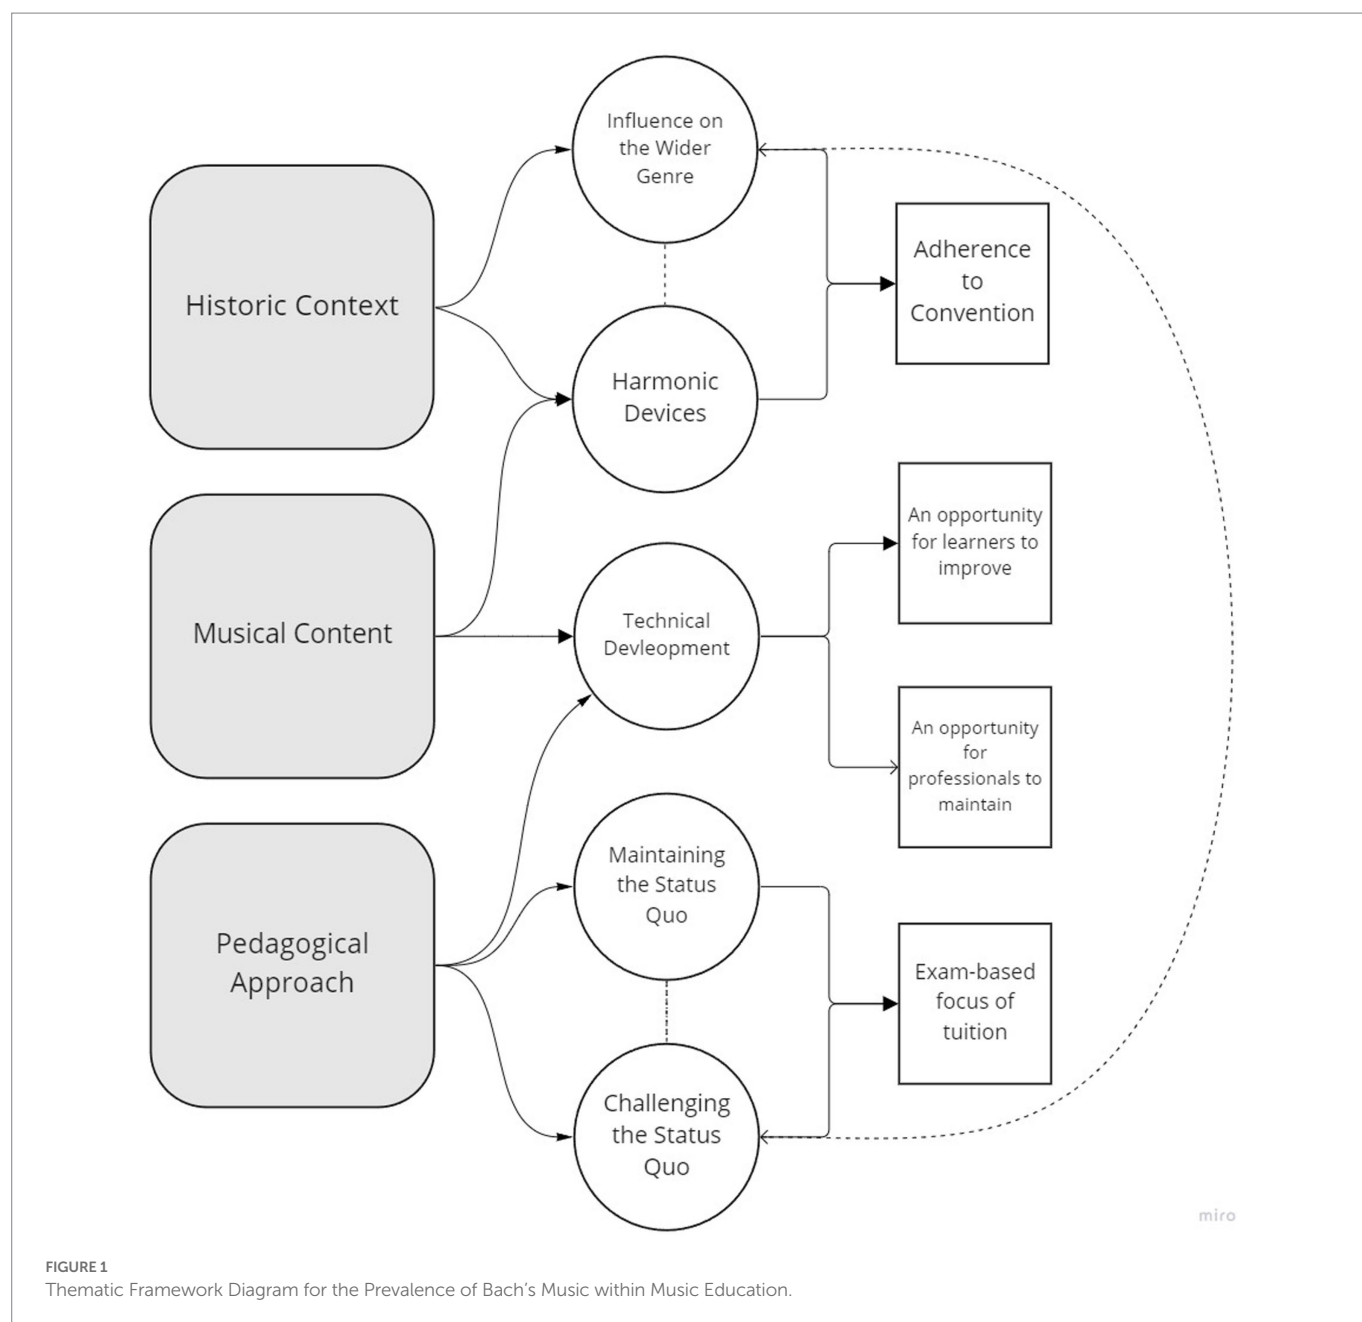 Influence on
the Wider
Genre
Historic Context
Adherence
to
Convention
Harmonic
Devices
An opportunity
for learners to
improve
Musical Content
Technical
Devleopment
An opportunity
for
professionals to
maintain
Maintaining
the Status
Quo
Pedagogical
Approach
Exam-based
focus of
tuition
Challenging
the Status
Quo
miro
FIGURE 1
Thematic Framework Diagram for the Prevalence of Bach’s Music within Music Education.